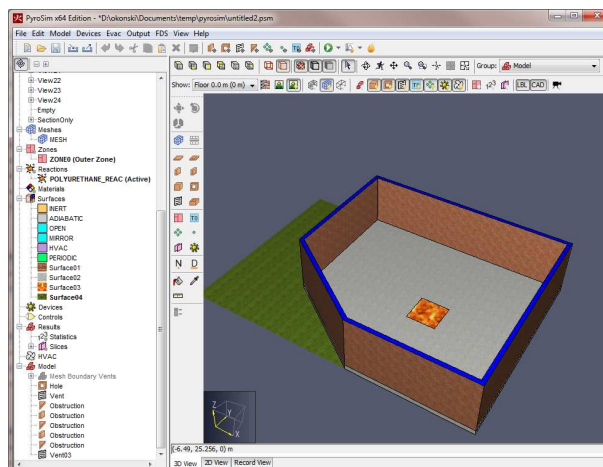 PyroSim x64 Edition - *D:\okonski\Documents\temp\pyrosim\untitled2.psm
File Edit Model Devices Evac Output FDS View Help
Group: Model
Show: Floor 0.0 m (0 m)
LBL CAD
View22
View23
View24
Empty
SectionOnly
Meshes
MESH
Zones
ZONE0 (Outer Zone)
Reactions
POLYURETHANE_REAC (Active)
Materials
Surfaces
INERT
ADIABATIC
OPEN
MIRROR
HVAC
PERIODIC
Surface01
Surface02
Surface03
Surface04
Devices
Controls
Results
Statistics
Slices
HVAC
Model
Mesh Boundary Vents
Hole
Vent
Obstruction
Obstruction
Obstruction
Obstruction
Obstruction
Vent03
N D
Z
Y
X
(-6.49, 25.256, 0) m
3D View 2D View Record View